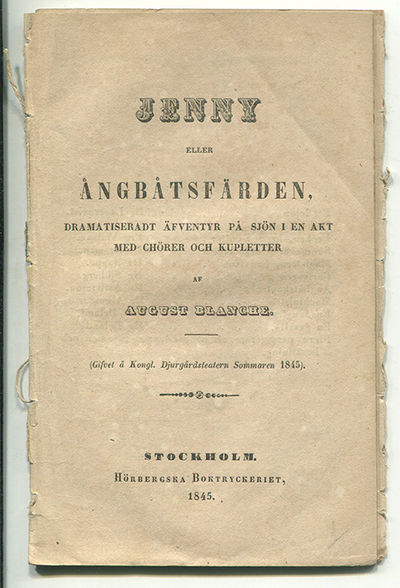 JENNY
ELLER
ÅNGBÅTSFÄRDEN,
DRAMATISERADT ÄFVENTYR PÅ SJÖN I EN AKT
MED CHÖRER OCH KUPLETTER
AF
AUGUST BLANCHE.
(Gifvet å Kongl. Djurgårdsteatern Sommaren 1845).
STOCKHOLM.
HÖRBERGSKA BOKTRYCKERIET,
1845.